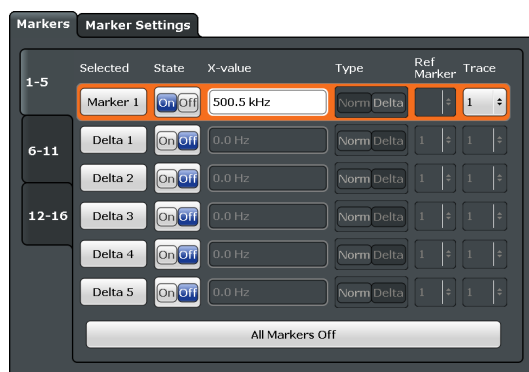 Markers Marker Settings
1-5
6-11
12-16
Selected State X-value Type Ref Marker Trace
Marker 1 On Off 500.5 kHz Norm Delta 1
Delta 1 On Off 0.0 Hz Norm Delta 1 1
Delta 2 On Off 0.0 Hz Norm Delta 1 1
Delta 3 On Off 0.0 Hz Norm Delta 1 1
Delta 4 On Off 0.0 Hz Norm Delta 1 1
Delta 5 On Off 0.0 Hz Norm Delta 1 1
All Markers Off